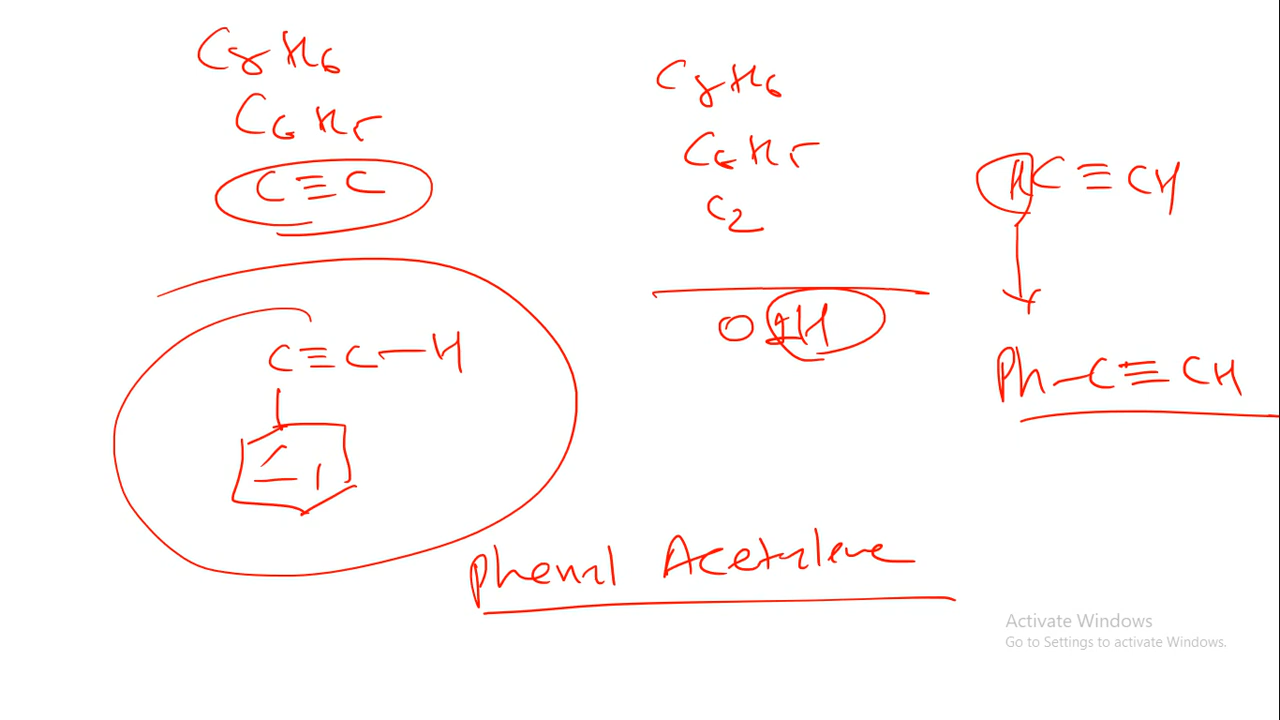 C₈H₆
C₆H₅
C≡C
C≡C—H
C₈H₆
C₆H₅
C₂
HC≡CH
Ph—C≡CH
Phenyl Acetylene
Activate Windows
Go to Settings to activate Windows.